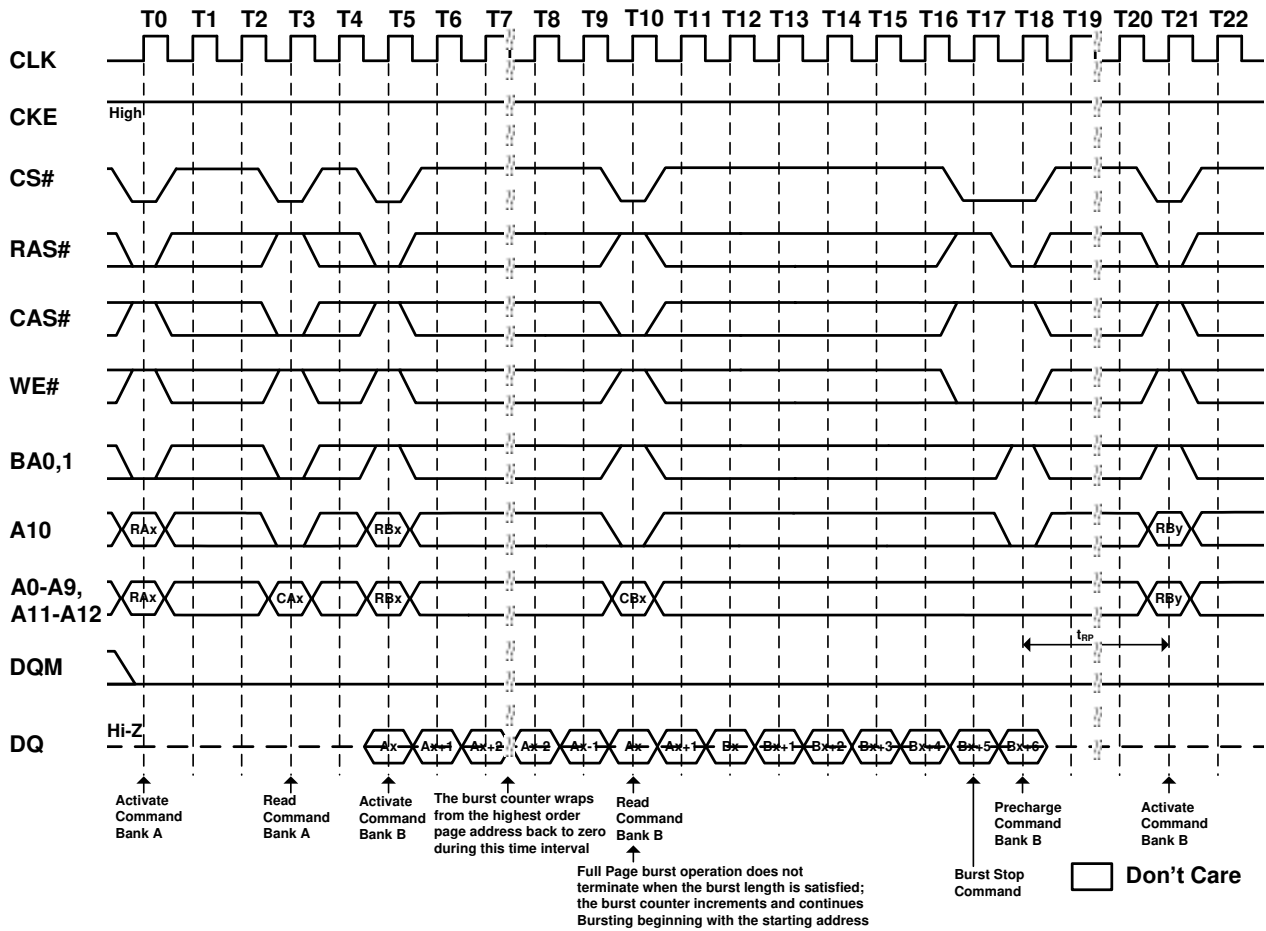 T0 T1 T2 T3 T4 T5 T6 T7 T8 T9 T10 T11 T12 T13 T14 T15 T16 T17 T18 T19 T20 T21 T22
CLK
CKE
High
CS#
RAS#
CAS#
WE#
BA0,1
A10
RAx RBx RBy
A0-A9,
A11-A12
RAx CAx RBx CBx RBy
tRP
DQM
DQ
Hi-Z
Ax Ax+1 Ax+2 Ax-2 Ax-1 Ax Ax+1 Bx Bx+1 Bx+2 Bx+3 Bx+4 Bx+5 Bx+6
Activate
Command
Bank A
Read
Command
Bank A
Activate
Command
Bank B
The burst counter wraps
from the highest order
page address back to zero
during this time interval
Read
Command
Bank B
Full Page burst operation does not
terminate when the burst length is satisfied;
the burst counter increments and continues
Bursting beginning with the starting address
Burst Stop
Command
Precharge
Command
Bank B
Activate
Command
Bank B
Don't Care